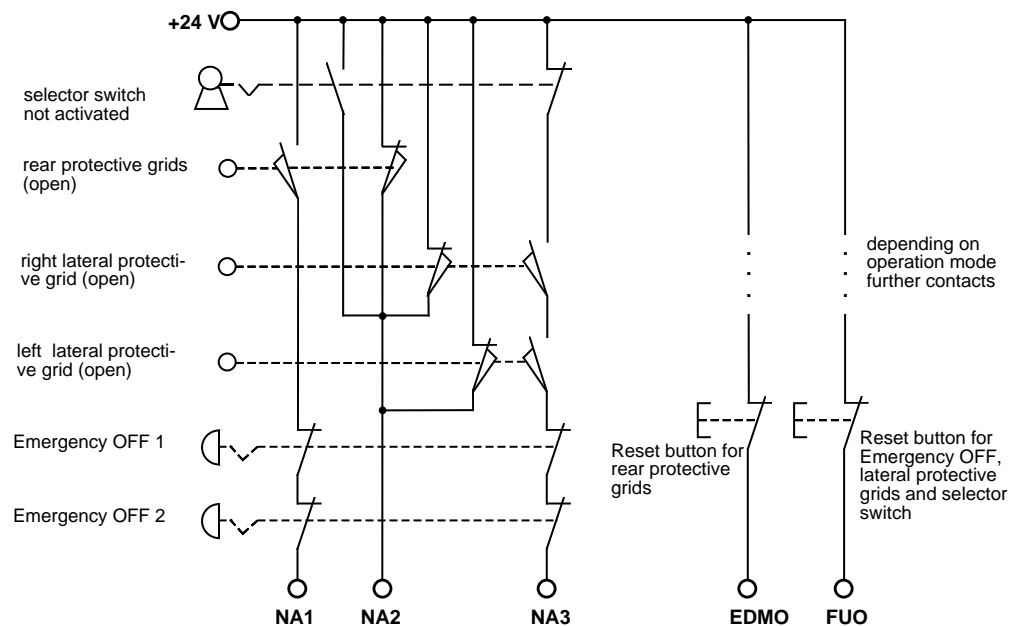 +24 V
selector switch
not activated
rear protective grids
(open)
right lateral protecti-
ve grid (open)
depending on
operation mode
further contacts
left lateral protecti-
ve grid (open)
Emergency OFF 1
Reset button for
rear protective
grids
Reset button for
Emergency OFF,
lateral protective
grids and selector
switch
Emergency OFF 2
NA1
NA2
NA3
EDMO
FUO